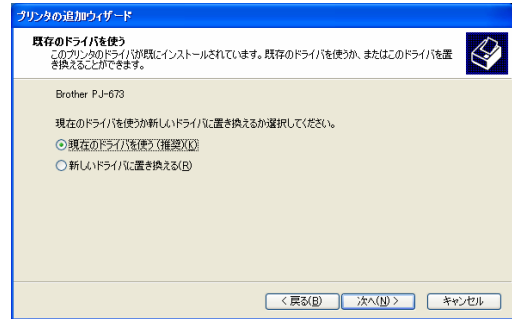 プリンタの追加ウィザード
既存のドライバを使う
このプリンタのドライバが既にインストールされています。既存のドライバを使うか、またはこのドライバを置
き換えることができます。
Brother PJ-673
現在のドライバを使うか新しいドライバに置き換えるか選択してください。
現在のドライバを使う(推奨)(K)
新しいドライバに置き換える(R)
< 戻る(B)
次へ(N) >
キャンセル